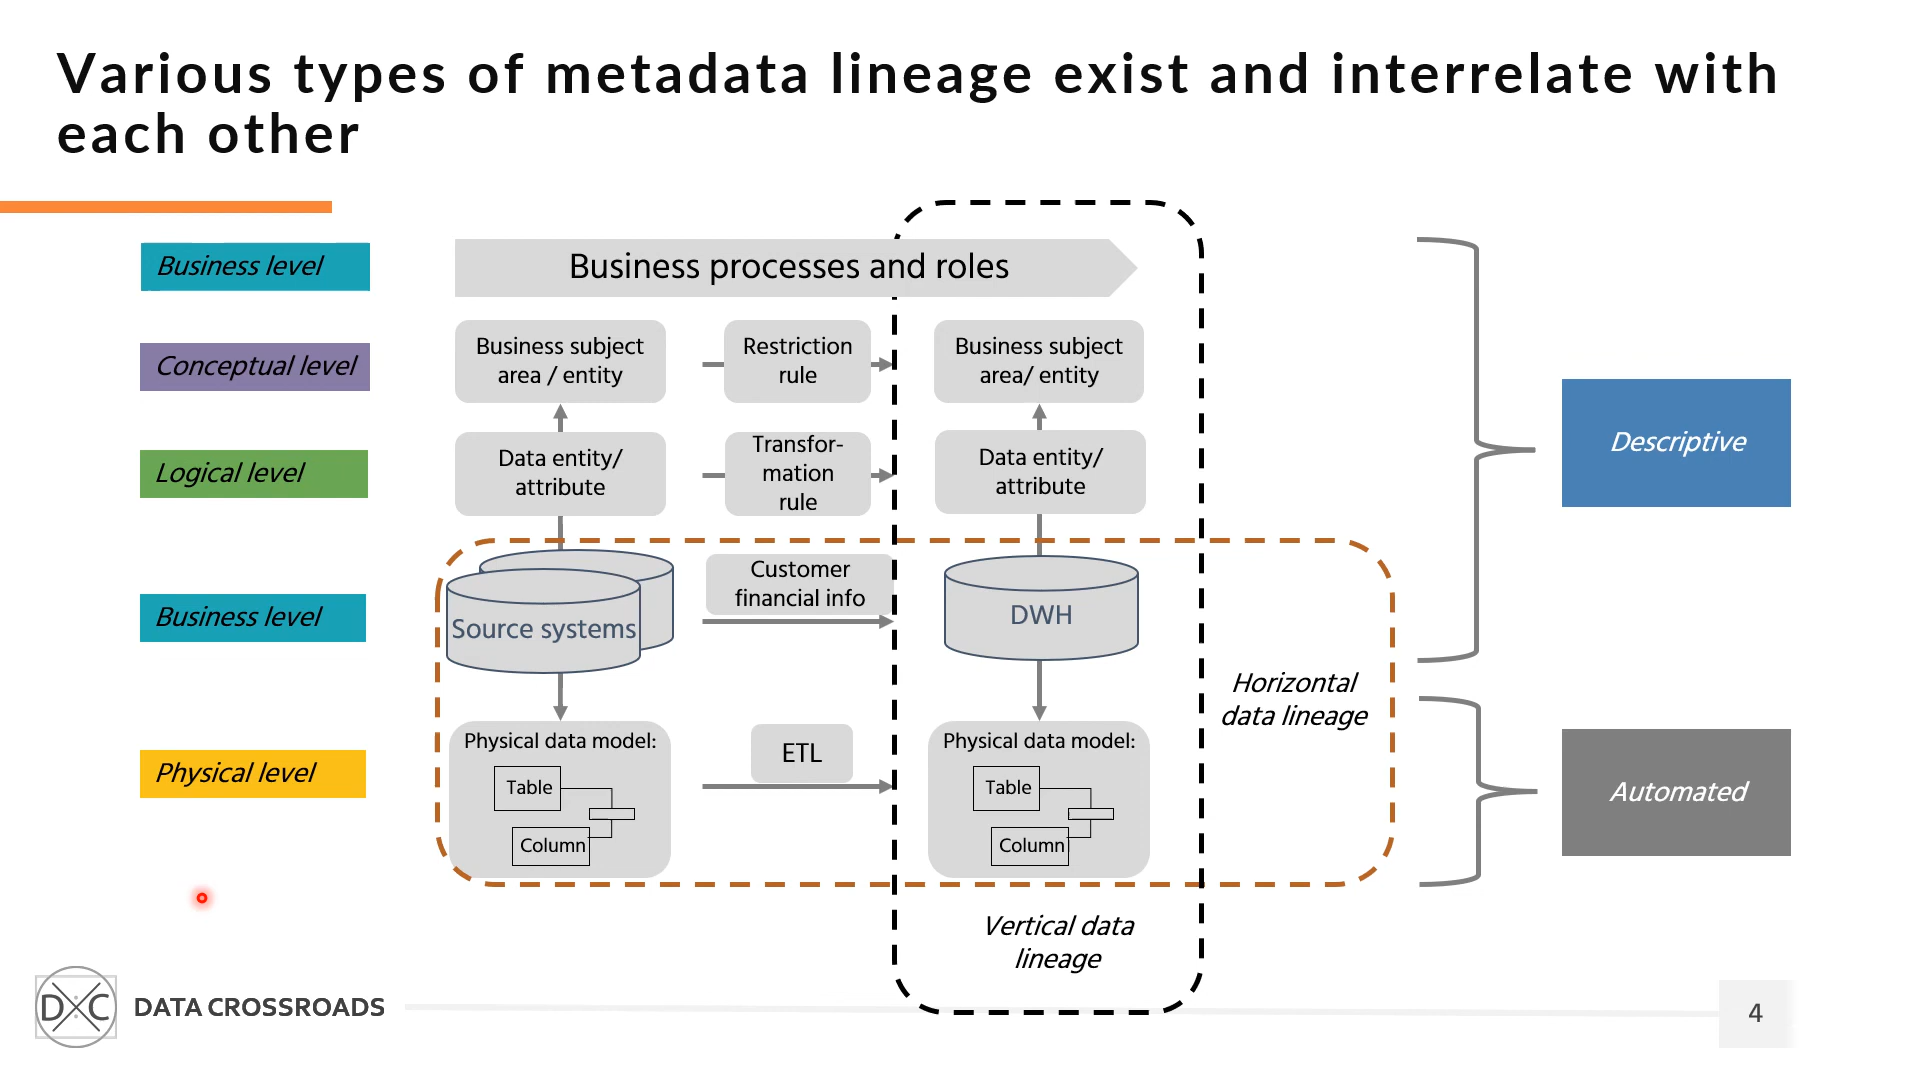 Various types of metadata lineage exist and interrelate with
each other
Business level
Business processes and roles
Conceptual level
Business subject
area / entity
Restriction
rule
Business subject
area/ entity
Descriptive
Logical level
Data entity/
attribute
Transfor-
mation
rule
Data entity/
attribute
Business level
Source systems
Customer
financial info
DWH
Horizontal
data lineage
Physical level
Physical data model:
Table
Column
ETL
Physical data model:
Table
Column
Automated
Vertical data
lineage
DC
DATA CROSSROADS
4